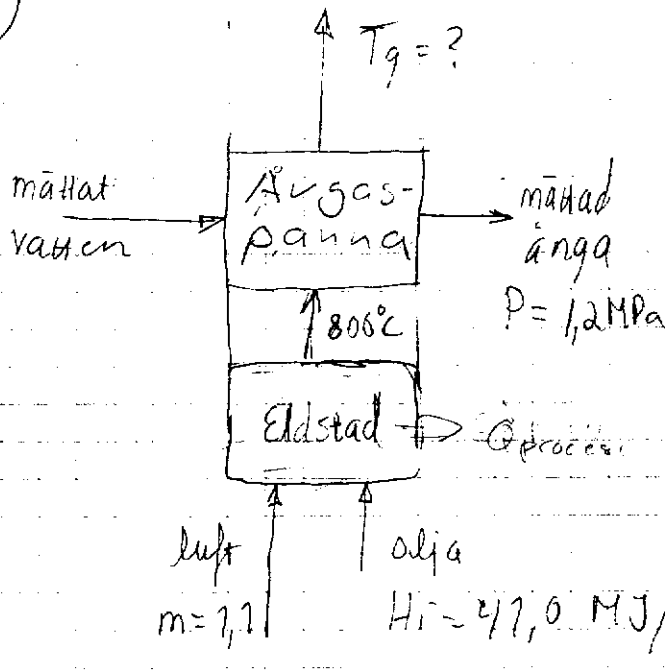 Tg = ?
mättat
vatten
Avgas-
panna
mättad
ånga
P = 1,2 MPa
800°C
Eldstad
Qprocess
luft
m = 1,1
olja
Hi = 41,0 MJ/